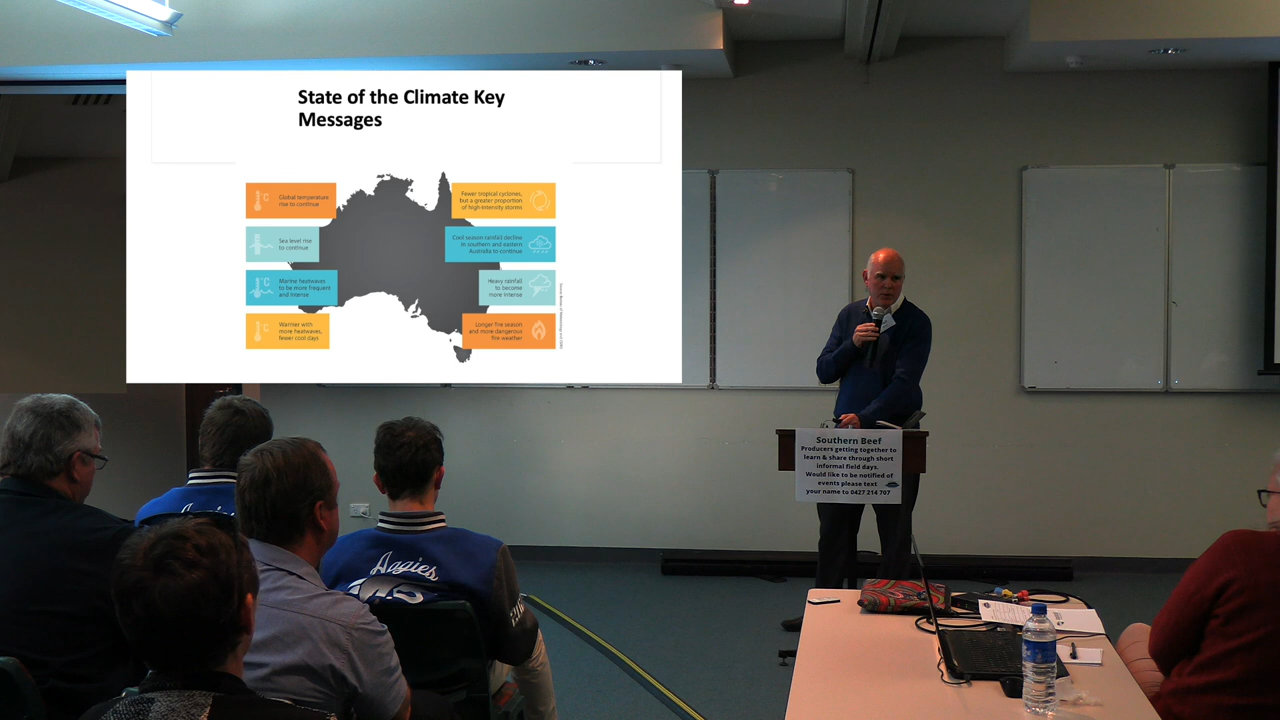 State of the Climate Key
Messages
°C
Global temperature
rise to continue
Sea level rise
to continue
°C
Marine heatwaves
to be more frequent
and intense
°C
Warmer with
more heatwaves,
fewer cool days
Fewer tropical cyclones,
but a greater proportion
of high-intensity storms
Cool season rainfall decline
in southern and eastern
Australia to continue
Heavy rainfall
to become
more intense
Longer fire season
and more dangerous
fire weather
Southern Beef
Producers getting together to
learn & share through short
informal field days.
Would like to be notified of
events please text
your name to 0427 214 707
Aggies